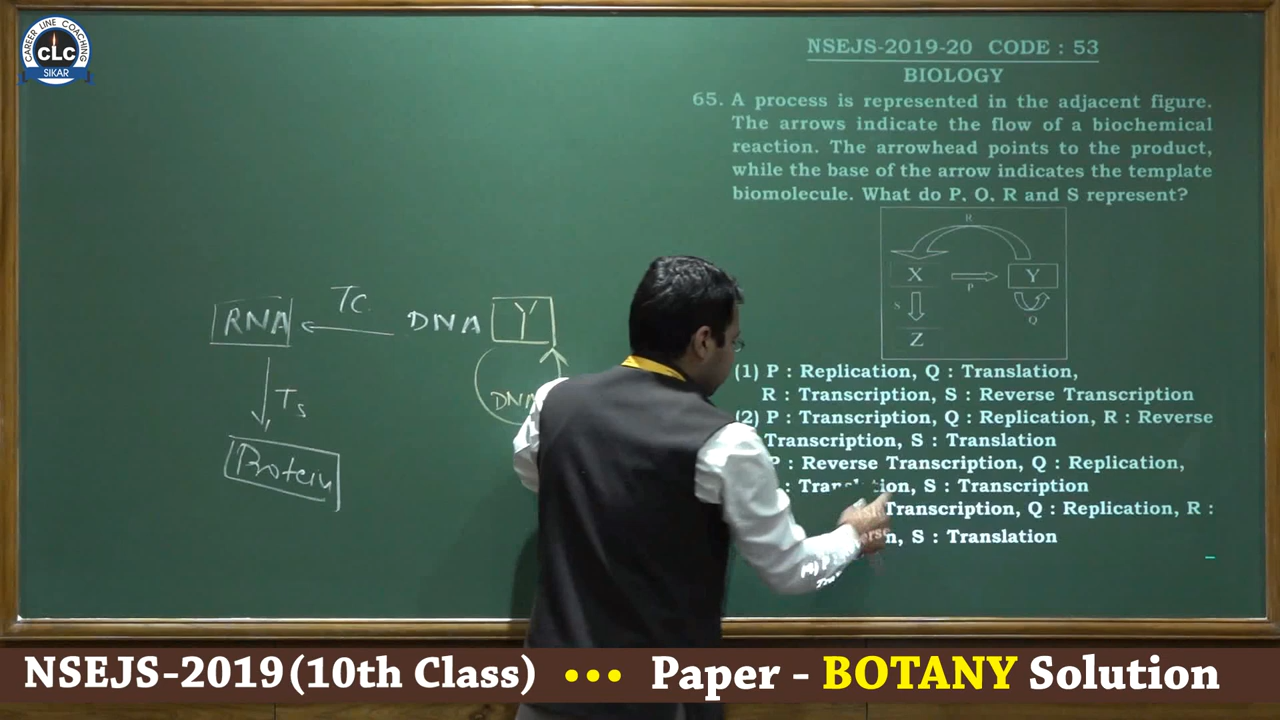 CAREER LINE COACHING
CLC
SIKAR
NSEJS-2019-20 CODE : 53
BIOLOGY
65. A process is represented in the adjacent figure.
The arrows indicate the flow of a biochemical
reaction. The arrowhead points to the product,
while the base of the arrow indicates the template
biomolecule. What do P, Q, R and S represent?
R
X
P
Y
S
Q
Z
(1) P : Replication, Q : Translation,
R : Transcription, S : Reverse Transcription
(2) P : Transcription, Q : Replication, R : Reverse
Transcription, S : Translation
P : Reverse Transcription, Q : Replication,
: Translation, S : Transcription
Transcription, Q : Replication, R :
n, S : Translation
RNA
TC
DNA
Y
DNA
Ts
Protein
NSEJS-2019(10th Class) ••• Paper - BOTANY Solution